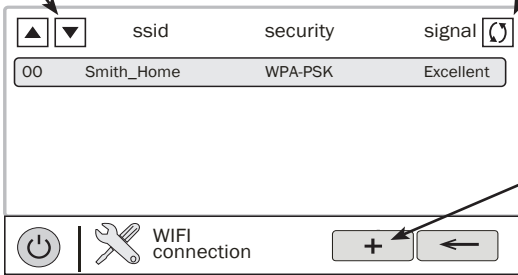 ssid security signal
00 Smith_Home WPA-PSK Excellent
WIFI
connection
+